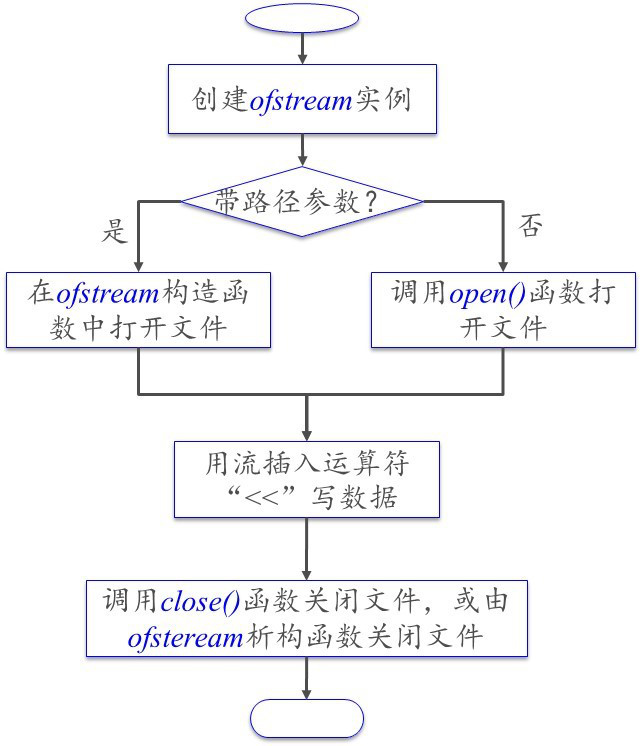 创建ofstream实例
带路径参数?
是
否
在ofstream构造函
数中打开文件
调用open()函数打
开文件
用流插入运算符
“<<”写数据
调用close()函数关闭文件，或由
ofsteream析构函数关闭文件